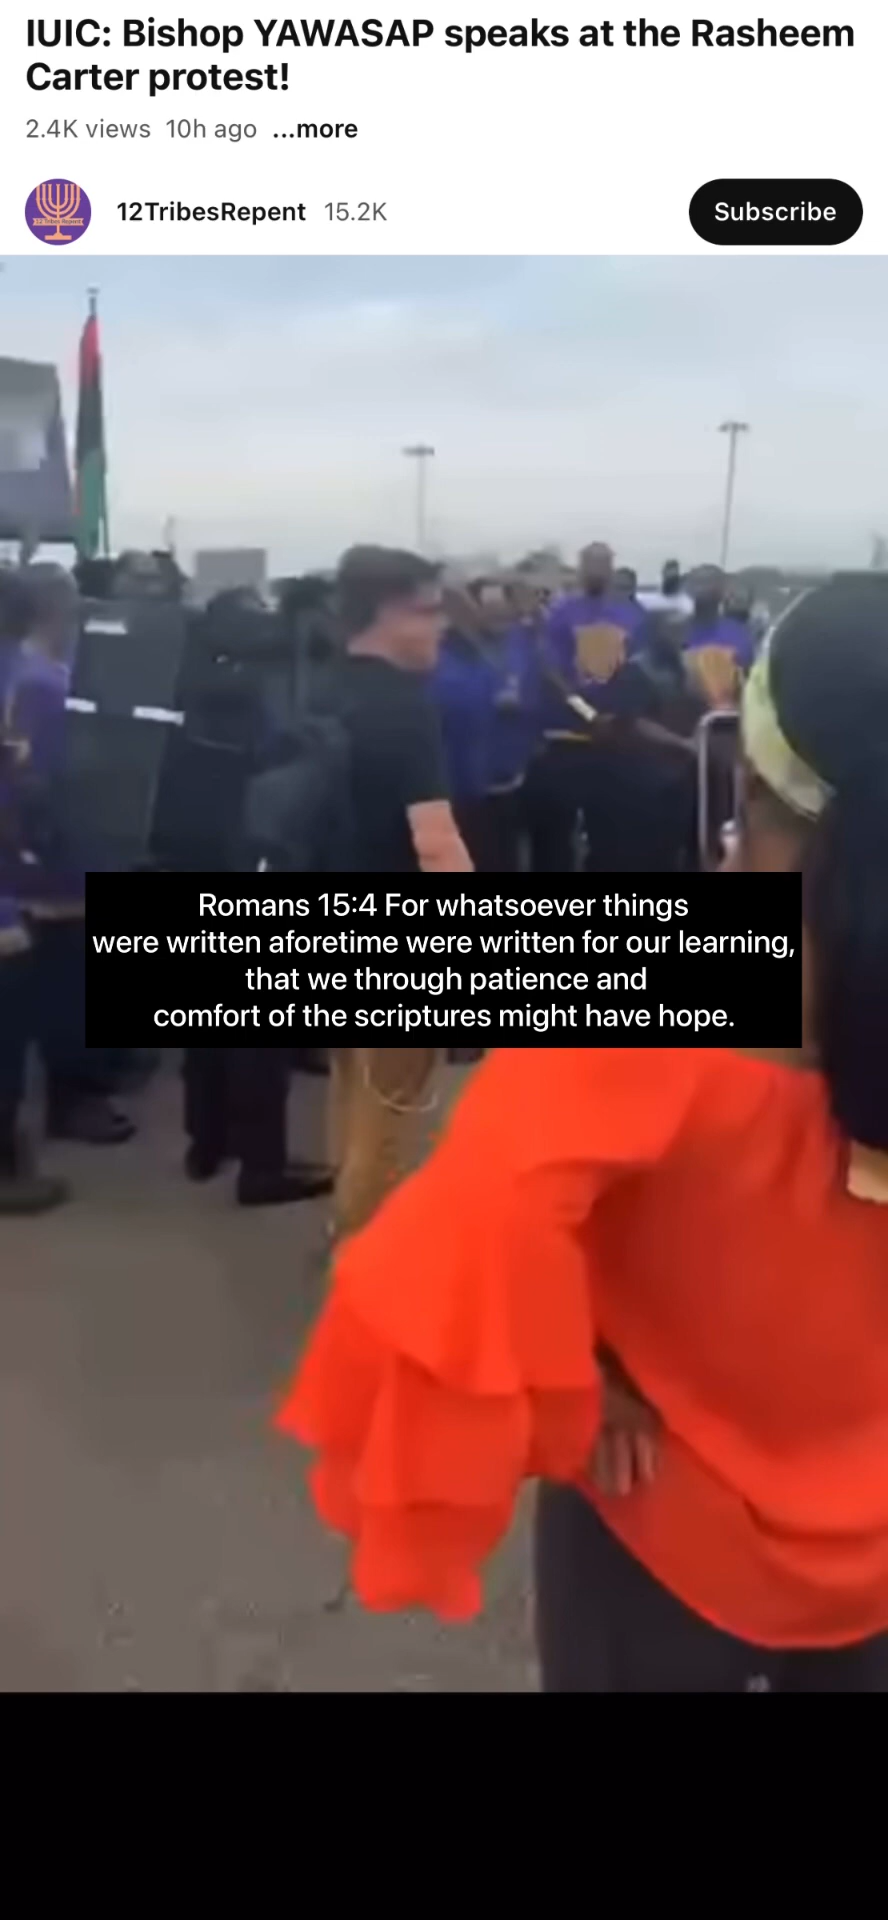 IUIC: Bishop YAWASAP speaks at the Rasheem
Carter protest!
2.4K views 10h ago ...more
12TribesRepent 15.2K
Subscribe
Romans 15:4 For whatsoever things
were written aforetime were written for our learning,
that we through patience and
comfort of the scriptures might have hope.